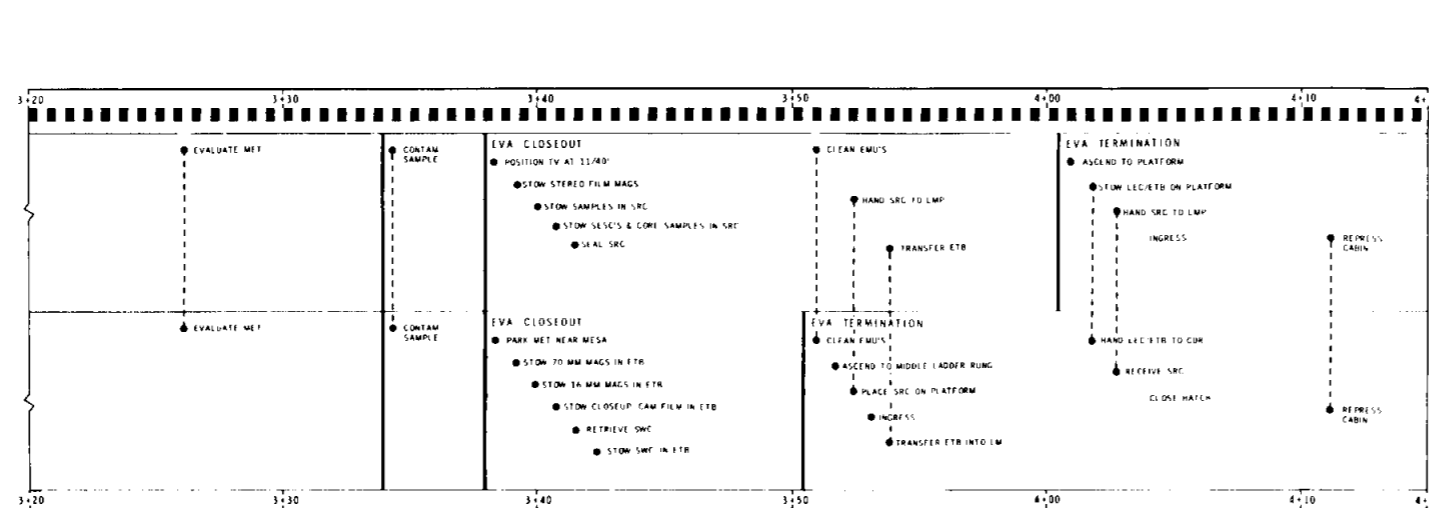 3+20 3+30 3+40 3+50 4+00 4+10 4+
EVALUATE MET
CONTAM
SAMPLE
EVA CLOSEOUT
POSITION TV AT 11/40'
STOW STEREO FILM MAGS
STOW SAMPLES IN SRC
STOW SESC'S & CORE SAMPLES IN SRC
SEAL SRC
CLEAN EMU'S
HAND SRC TO LMP
TRANSFER ETB
EVA TERMINATION
ASCEND TO PLATFORM
STOW LEC/ETB ON PLATFORM
HAND SRC TO LMP
INGRESS
REPRESS
CABIN
EVALUATE MET
CONTAM
SAMPLE
EVA CLOSEOUT
PARK MET NEAR MESA
STOW 70 MM MAGS IN ETB
STOW 16 MM MAGS IN ETB
STOW CLOSEUP CAM FILM IN ETB
RETRIEVE SWC
STOW SWC IN ETB
EVA TERMINATION
CLEAN EMU'S
ASCEND TO MIDDLE LADDER RUNG
PLACE SRC ON PLATFORM
INGRESS
TRANSFER ETB INTO LM
HAND LEC/ETB TO CDR
RECEIVE SRC
CLOSE HATCH
REPRESS
CABIN
3+20 3+30 3+40 3+50 4+00 4+10 4+